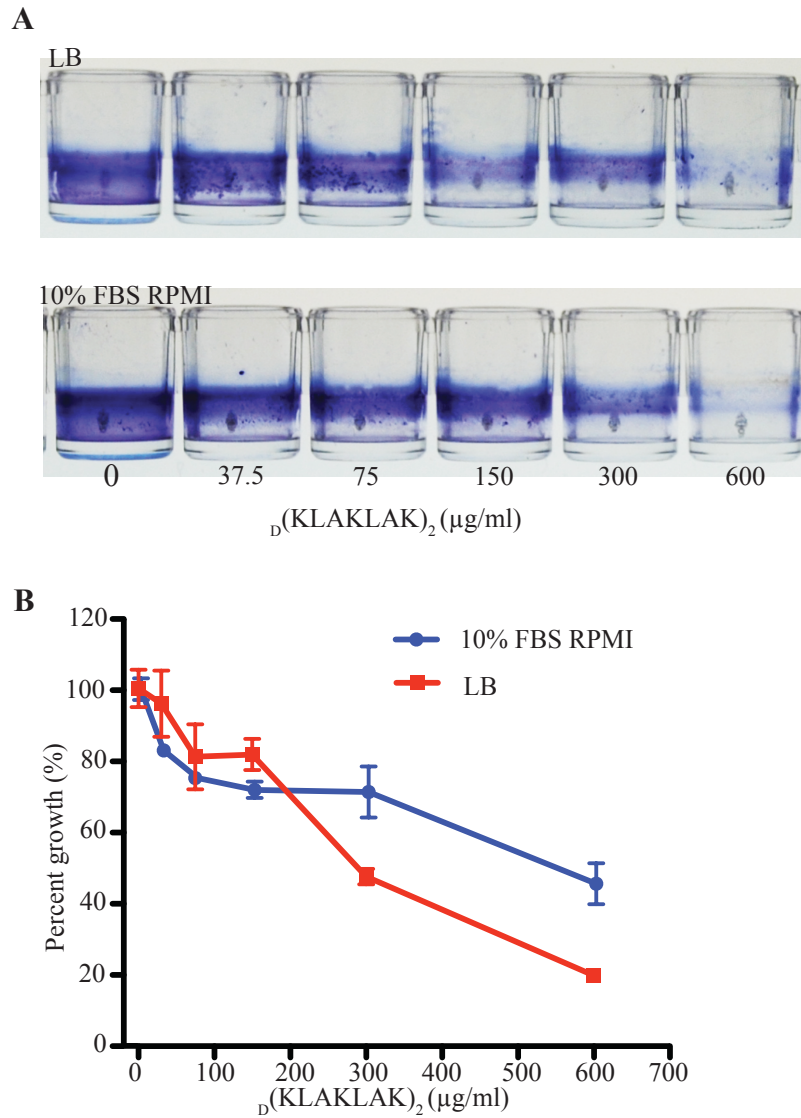 A
LB
10% FBS RPMI
0 37.5 75 150 300 600
D(KLAKLAK)2 (µg/ml)
B
120
100
80
60
40
20
0
Percent growth (%)
10% FBS RPMI
LB
0 100 200 300 400 500 600 700
D(KLAKLAK)2 (µg/ml)